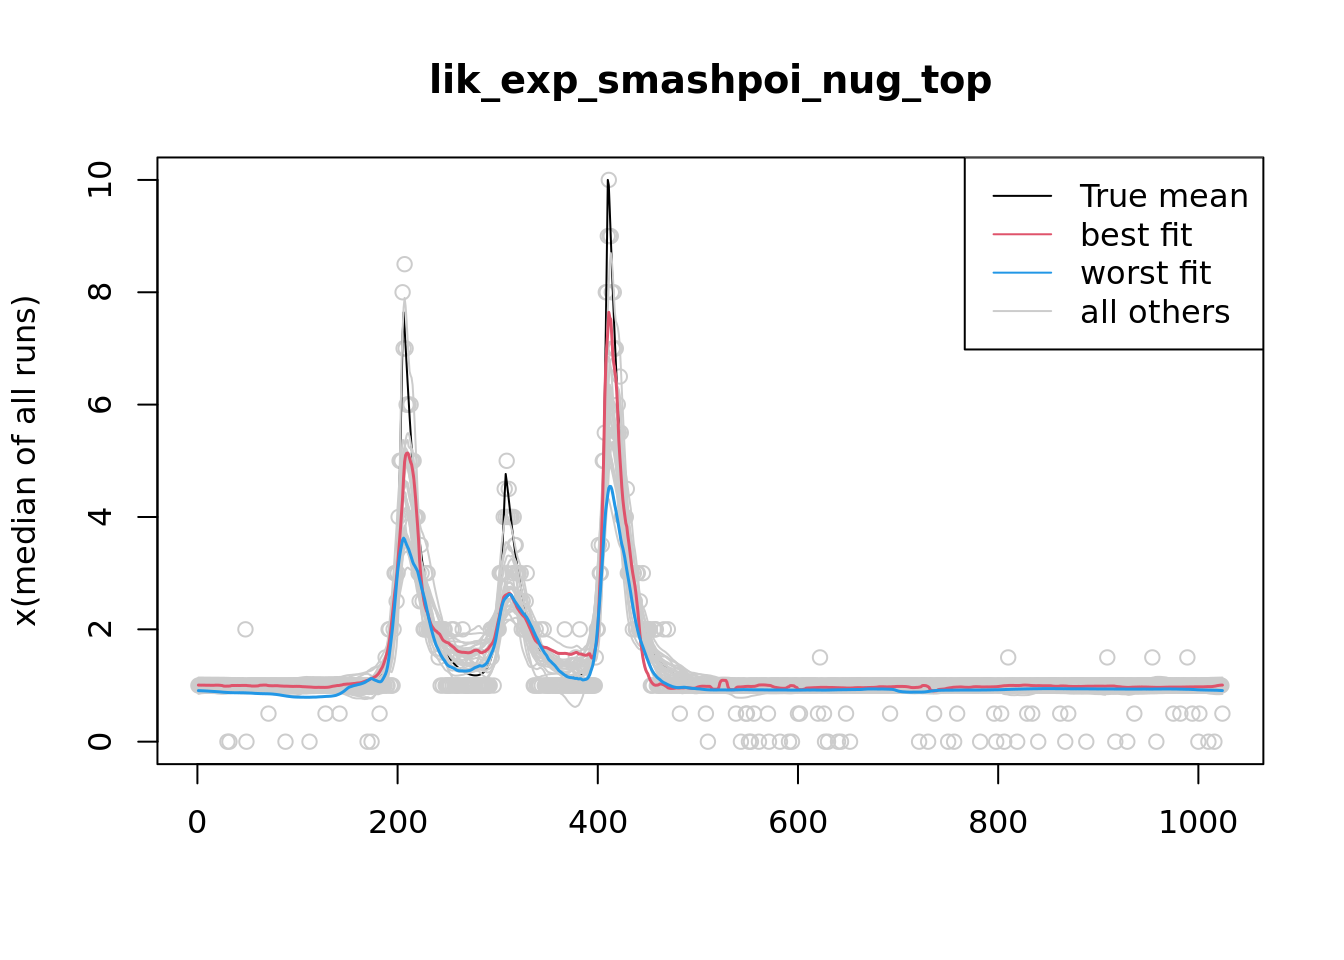 lik_exp_smashpoi_nug_top
x(median of all runs)
10
8
6
4
2
0
True mean
best fit
worst fit
all others
0 200 400 600 800 1000